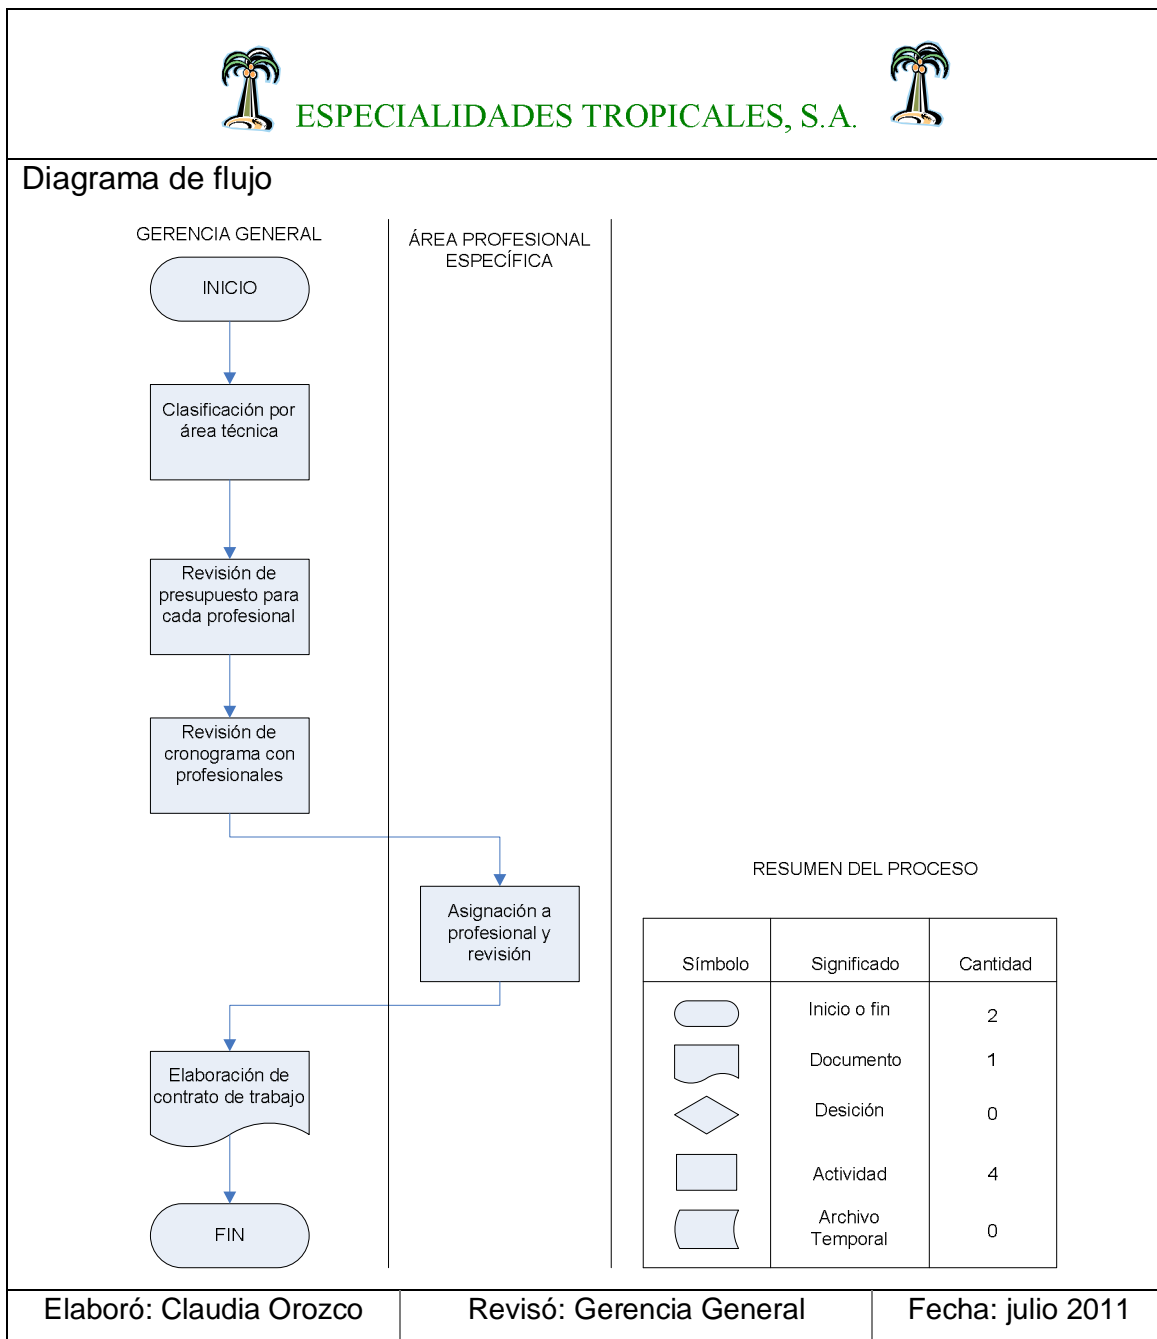 ESPECIALIDADES TROPICALES, S.A.
Diagrama de flujo
GERENCIA GENERAL
ÁREA PROFESIONAL
ESPECÍFICA
INICIO
Clasificación por
área técnica
Revisión de
presupuesto para
cada profesional
Revisión de
cronograma con
profesionales
Asignación a
profesional y
revisión
Elaboración de
contrato de trabajo
FIN
RESUMEN DEL PROCESO
Símbolo Significado Cantidad
Inicio o fin 2
Documento 1
Desición 0
Actividad 4
Archivo
Temporal 0
Elaboró: Claudia Orozco Revisó: Gerencia General Fecha: julio 2011